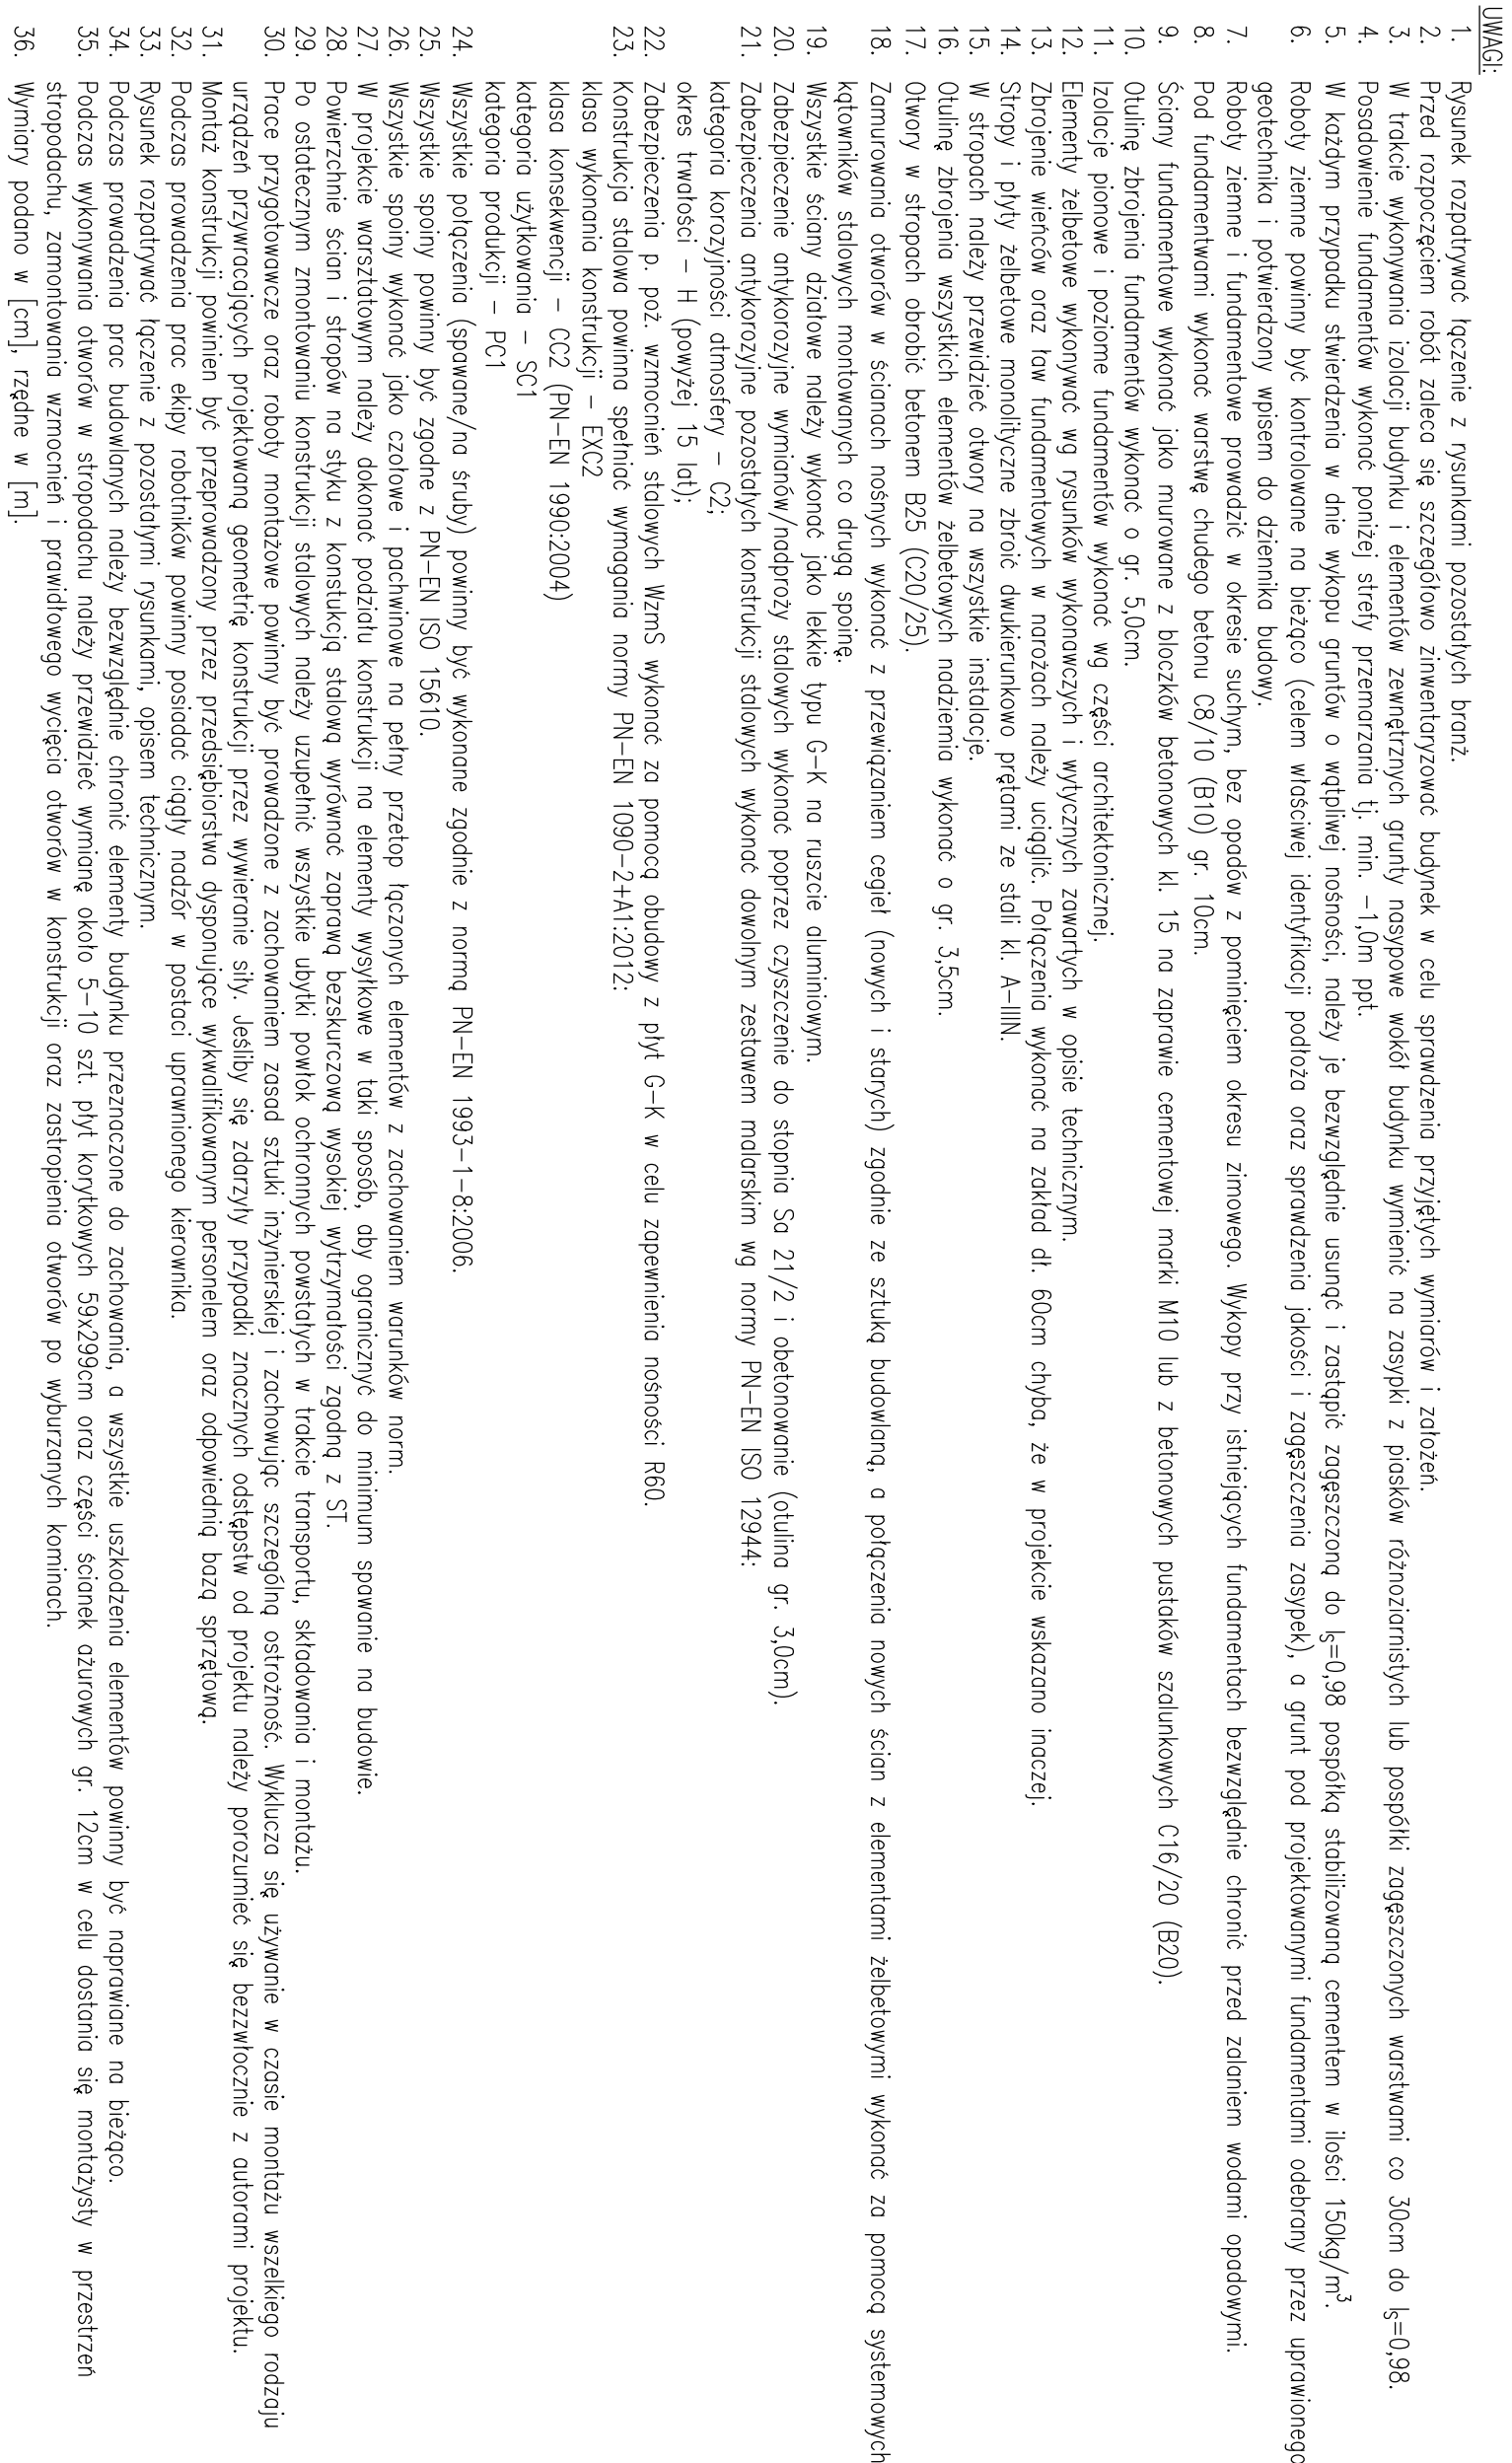 UWAGI:
1. Rysunek rozpatrywać łączenie z rysunkami pozostałych branż.
2. Przed rozpoczęciem robót zaleca się szczegółowo zinwentaryzować budynek w celu sprawdzenia przyjętych wymiarów i założeń.
3. W trakcie wykonywania izolacji budynku i elementów zewnętrznych grunty nasypowe wokół budynku wymienić na zasypki z piasków różnoziarnistych lub pospółki zagęszczonych warstwami co 30cm do Is=0,98.
4. Posadowienie fundamentów wykonać poniżej strefy przemarzania tj. min. –1,0m ppt.
5. W każdym przypadku stwierdzenia w dnie wykopu gruntów o wątpliwej nośności, należy je bezwzględnie usunąć i zastąpić zagęszczoną do Is=0,98 pospółką stabilizowaną cementem w ilości 150kg/m³.
6. Roboty ziemne powinny być kontrolowane na bieżąco (celem właściwej identyfikacji podłoża oraz sprawdzenia jakości i zagęszczenia zasypek), a grunt pod projektowanymi fundamentami odebrany przez uprawionego
geotechnika i potwierdzony wpisem do dziennika budowy.
7. Roboty ziemne i fundamentowe prowadzić w okresie suchym, bez opadów z pominięciem okresu zimowego. Wykopy przy istniejących fundamentach bezwzględnie chronić przed zalaniem wodami opadowymi.
8. Pod fundamentwami wykonać warstwę chudego betonu C8/10 (B10) gr. 10cm.
9. Ściany fundamentowe wykonać jako murowane z bloczków betonowych kl. 15 na zaprawie cementowej marki M10 lub z betonowych pustaków szalunkowych C16/20 (B20).
10. Otulinę zbrojenia fundamentów wykonać o gr. 5,0cm.
11. Izolacje pionowe i poziome fundamentów wykonać wg części architektonicznej.
12. Elementy żelbetowe wykonywać wg rysunków wykonawczych i wytycznych zawartych w opisie technicznym.
13. Zbrojenie wieńców oraz ław fundamentowych w narożach należy uciąglić. Połączenia wykonać na zakład dł. 60cm chyba, że w projekcie wskazano inaczej.
14. Stropy i płyty żelbetowe monolityczne zbroić dwukierunkowo prętami ze stali kl. A–IIIN.
15. W stropach należy przewidzieć otwory na wszystkie instalacje.
16. Otulinę zbrojenia wszystkich elementów żelbetowych nadziemia wykonać o gr. 3,5cm.
17. Otwory w stropach obrobić betonem B25 (C20/25).
18. Zamurowania otworów w ścianach nośnych wykonać z przewiązaniem cegieł (nowych i starych) zgodnie ze sztuką budowlaną, a połączenia nowych ścian z elementami żelbetowymi wykonać za pomocą systemowych
kątowników stalowych montowanych co drugą spoinę.
19. Wszystkie ściany działowe należy wykonać jako lekkie typu G–K na ruszcie aluminiowym.
20. Zabezpieczenie antykorozyjne wymianów/nadproży stalowych wykonać poprzez czyszczenie do stopnia Sa 21/2 i obetonowanie (otulina gr. 3,0cm).
21. Zabezpieczenia antykorozyjne pozostałych konstrukcji stalowych wykonać dowolnym zestawem malarskim wg normy PN–EN ISO 12944:
kategoria korozyjności atmosfery – C2;
okres trwałości – H (powyżej 15 lat);
22. Zabezpieczenia p. poż. wzmocnień stalowych WzmS wykonać za pomocą obudowy z płyt G–K w celu zapewnienia nośności R60.
23. Konstrukcja stalowa powinna spełniać wymagania normy PN–EN 1090–2+A1:2012:
klasa wykonania konstrukcji – EXC2
klasa konsekwencji – CC2 (PN–EN 1990:2004)
kategoria użytkowania – SC1
kategoria produkcji – PC1
24. Wszystkie połączenia (spawane/na śruby) powinny być wykonane zgodnie z normą PN–EN 1993–1–8:2006.
25. Wszystkie spoiny powinny być zgodne z PN–EN ISO 15610.
26. Wszystkie spoiny wykonać jako czołowe i pachwinowe na pełny przetop łączonych elementów z zachowaniem warunków norm.
27. W projekcie warsztatowym należy dokonać podziału konstrukcji na elementy wysyłkowe w taki sposób, aby ograniczyć do minimum spawanie na budowie.
28. Powierzchnie ścian i stropów na styku z konstukcją stalową wyrównać zaprawą bezskurczową wysokiej wytrzymałości zgodną z ST.
29. Po ostatecznym zmontowaniu konstrukcji stalowych należy uzupełnić wszystkie ubytki powłok ochronnych powstałych w trakcie transportu, składowania i montażu.
30. Prace przygotowawcze oraz roboty montażowe powinny być prowadzone z zachowaniem zasad sztuki inżynierskiej i zachowując szczególną ostrożność. Wyklucza się używanie w czasie montażu wszelkiego rodzaju
urządzeń przywracających projektowaną geometrię konstrukcji przez wywieranie siły. Jeśliby się zdarzyły przypadki znacznych odstępstw od projektu należy porozumieć się bezzwłocznie z autorami projektu.
31. Montaż konstrukcji powinien być przeprowadzony przez przedsiębiorstwa dysponujące wykwalifikowanym personelem oraz odpowiednią bazą sprzętową.
32. Podczas prowadzenia prac ekipy robotników powinny posiadać ciągły nadzór w postaci uprawnionego kierownika.
33. Rysunek rozpatrywać łączenie z pozostałymi rysunkami, opisem technicznym.
34. Podczas prowadzenia prac budowlanych należy bezwzględnie chronić elementy budynku przeznaczone do zachowania, a wszystkie uszkodzenia elementów powinny być naprawiane na bieżąco.
35. Podczas wykonywania otworów w stropodachu należy przewidzieć wymianę około 5–10 szt. płyt korytkowych 59x299cm oraz części ścianek ażurowych gr. 12cm w celu dostania się montażysty w przestrzeń
stropodachu, zamontowania wzmocnień i prawidłowego wycięcia otworów w konstrukcji oraz zastropienia otworów po wyburzanych kominach.
36. Wymiary podano w [cm], rzędne w [m].